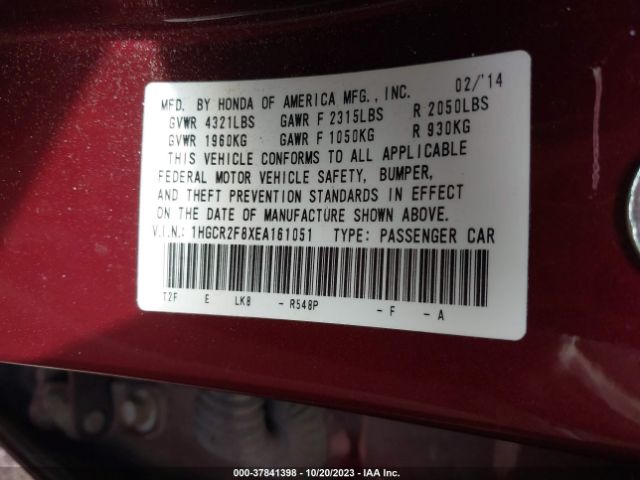 MFD. BY HONDA OF AMERICA MFG., INC. 02/'14
GVWR 4321LBS GAWR F 2315LBS R 2050LBS
GVWR 1960KG GAWR F 1050KG R 930KG
THIS VEHICLE CONFORMS TO ALL APPLICABLE
FEDERAL MOTOR VEHICLE SAFETY, BUMPER,
AND THEFT PREVENTION STANDARDS IN EFFECT
ON THE DATE OF MANUFACTURE SHOWN ABOVE.
V.I.N.: 1HGCR2F8XEA161051 TYPE: PASSENGER CAR
T2F E LK8 - R548P - F - A
000-37841398 - 10/20/2023 - IAA Inc.